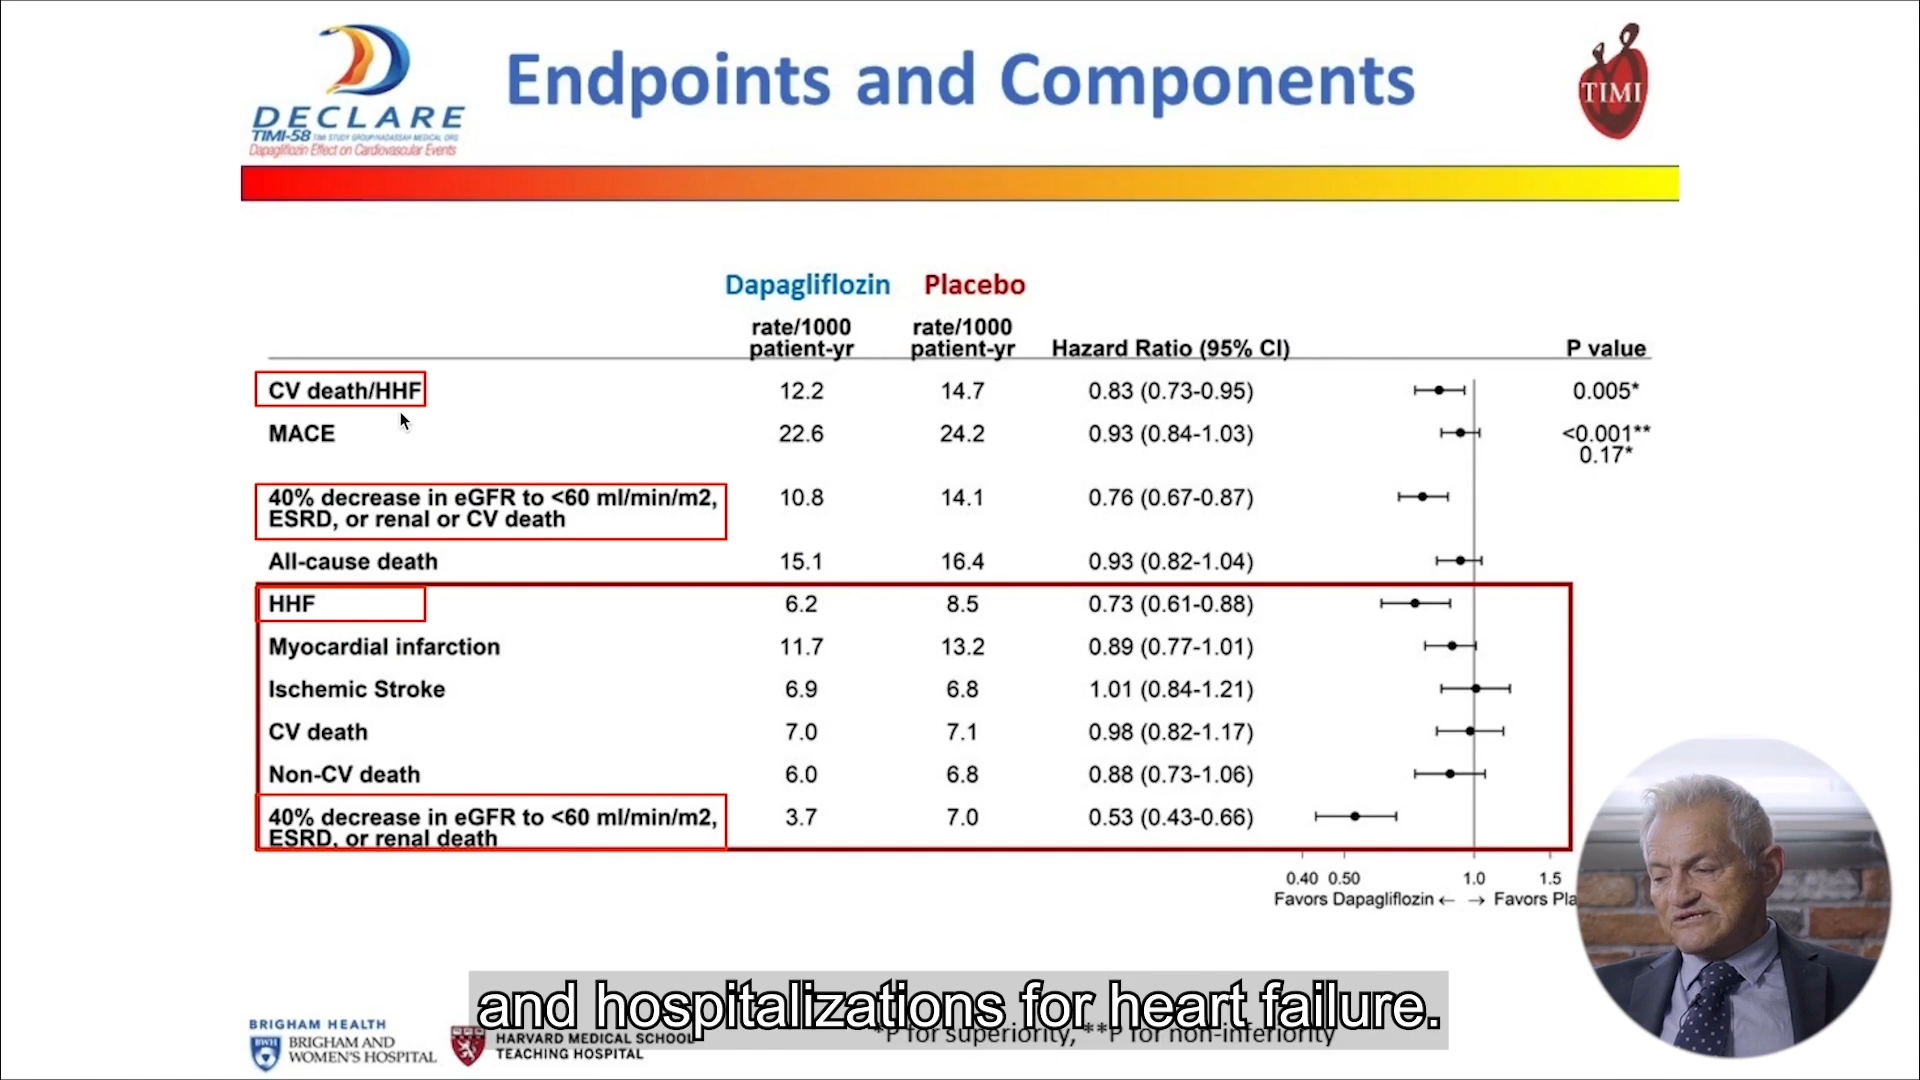 DECLARE
TIMI-58 TIMI STUDY GROUP/HADASSAH MEDICAL ORG
Dapagliflozin Effect on Cardiovascular Events
Endpoints and Components
TIMI
Dapagliflozin Placebo
rate/1000 patient-yr rate/1000 patient-yr Hazard Ratio (95% CI) P value
CV death/HHF 12.2 14.7 0.83 (0.73-0.95) 0.005*
MACE 22.6 24.2 0.93 (0.84-1.03) <0.001**
0.17*
40% decrease in eGFR to <60 ml/min/m2, 10.8 14.1 0.76 (0.67-0.87)
ESRD, or renal or CV death
All-cause death 15.1 16.4 0.93 (0.82-1.04)
HHF 6.2 8.5 0.73 (0.61-0.88)
Myocardial infarction 11.7 13.2 0.89 (0.77-1.01)
Ischemic Stroke 6.9 6.8 1.01 (0.84-1.21)
CV death 7.0 7.1 0.98 (0.82-1.17)
Non-CV death 6.0 6.8 0.88 (0.73-1.06)
40% decrease in eGFR to <60 ml/min/m2, 3.7 7.0 0.53 (0.43-0.66)
ESRD, or renal death
0.40 0.50 1.0 1.5
Favors Dapagliflozin ← → Favors Pla
and hospitalizations for heart failure.
*P for superiority, **P for non-inferiority
BRIGHAM HEALTH
BWH
BRIGHAM AND
WOMEN'S HOSPITAL
HARVARD MEDICAL SCHOOL
TEACHING HOSPITAL